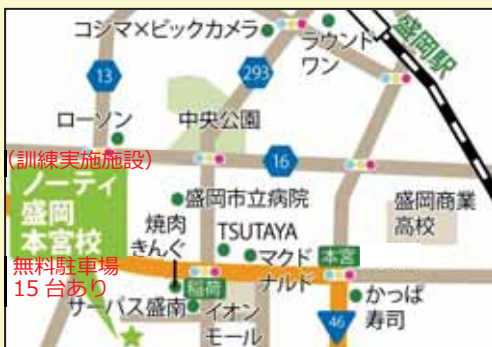 コシマ×ビックカメラ
ラウンド
ワン
盛岡駅
13
293
中央公園
ローソン
(訓練実施施設)
16
ノーティ
盛岡
本宮校
盛岡市立病院
盛岡商業
高校
焼肉
きんぐ
TSUTAYA
マクド
ナルド
本宮
無料駐車場
15台あり
稲荷
サーパス盛南
イオン
モール
かっぱ
寿司
46